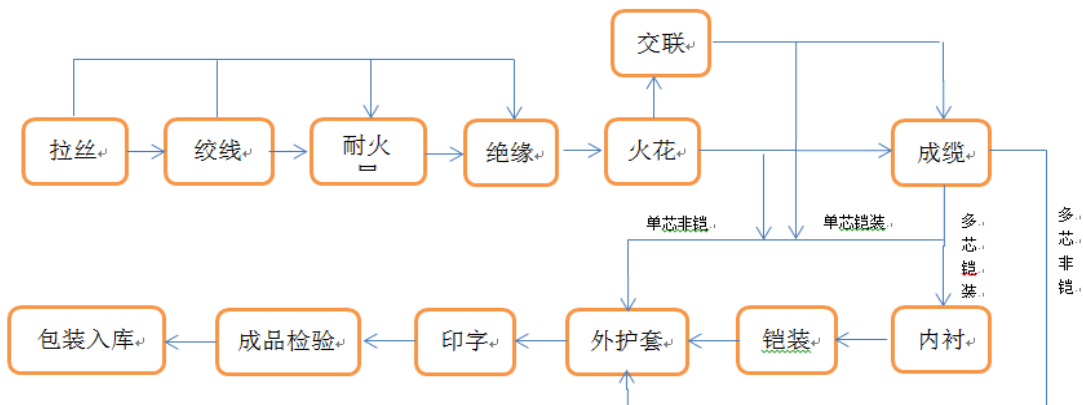 交联
拉丝
绞线
耐火
绝缘
火花
成缆
单芯非铠
单芯铠装
多
芯
铠
装
多
芯
非
铠
包装入库
成品检验
印字
外护套
铠装
内衬